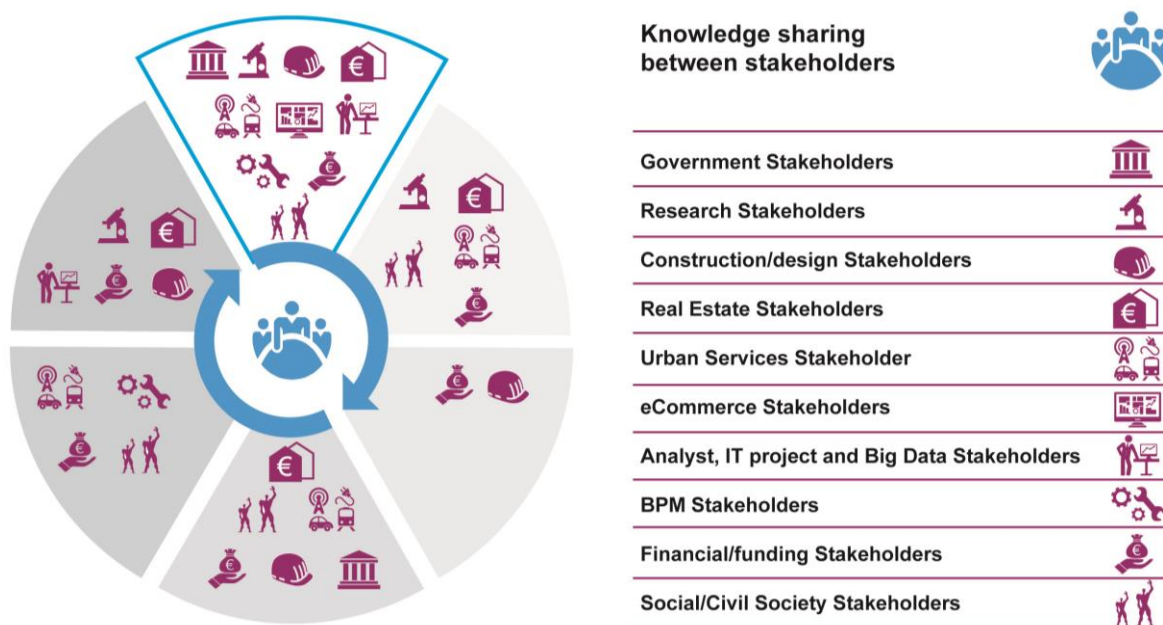 Knowledge sharing
between stakeholders
Government Stakeholders
Research Stakeholders
Construction/design Stakeholders
Real Estate Stakeholders
Urban Services Stakeholder
eCommerce Stakeholders
Analyst, IT project and Big Data Stakeholders
BPM Stakeholders
Financial/funding Stakeholders
Social/Civil Society Stakeholders